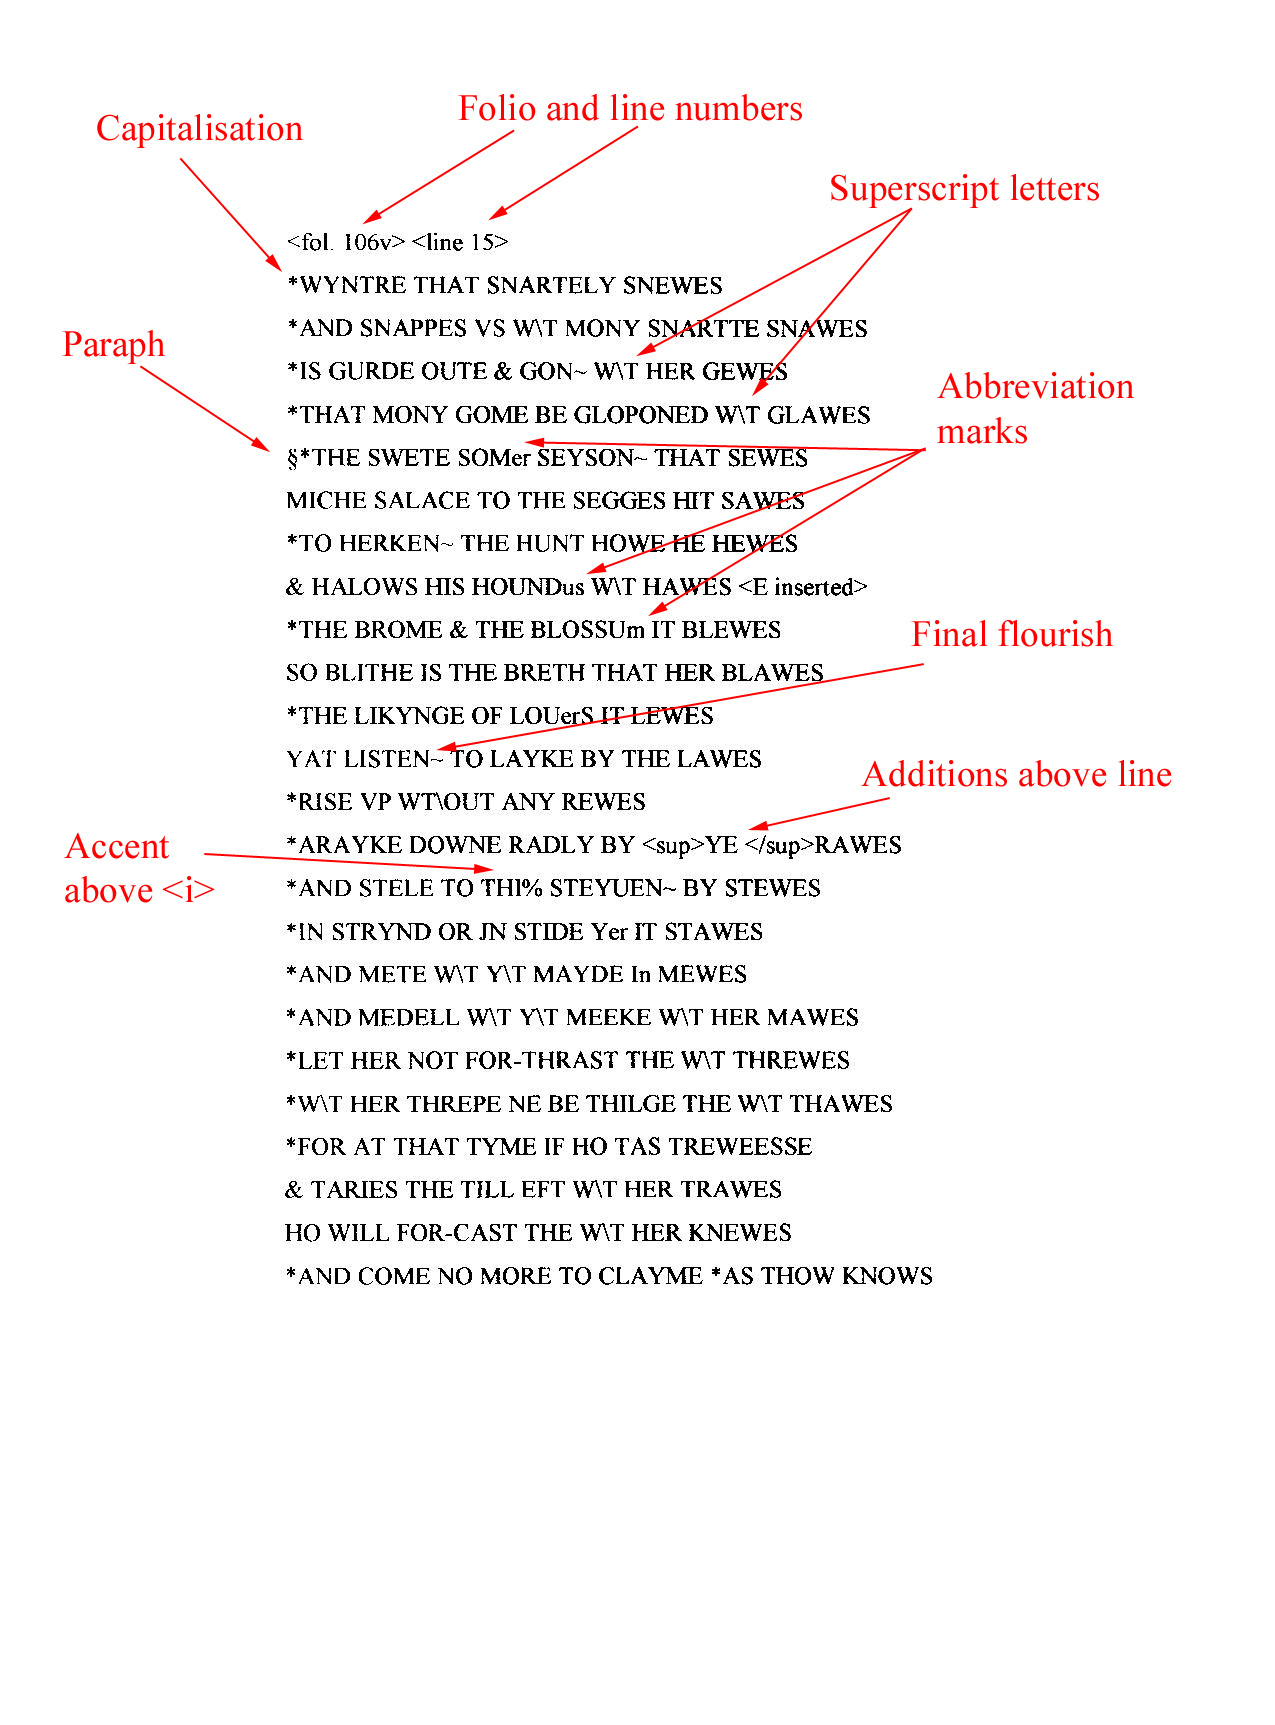 Folio and line numbers
Capitalisation
Superscript letters
<fol. 106v> <line 15>
*WYNTRE THAT SNARTELY SNEWES
*AND SNAPPES VS W\T MONY SNARTTE SNAWES
Paraph
*IS GURDE OUTE & GON~ W\T HER GEWES
Abbreviation
marks
*THAT MONY GOME BE GLOPONED W\T GLAWES
§*THE SWETE SOMer SEYSON~ THAT SEWES
MICHE SALACE TO THE SEGGES HIT SAWES
*TO HERKEN~ THE HUNT HOWE HE HEWES
& HALOWS HIS HOUNDus W\T HAWES <E inserted>
*THE BROME & THE BLOSSUm IT BLEWES
Final flourish
SO BLITHE IS THE BRETH THAT HER BLAWES
*THE LIKYNGE OF LOUerS IT LEWES
YAT LISTEN~ TO LAYKE BY THE LAWES
Additions above line
*RISE VP WT\OUT ANY REWES
*ARAYKE DOWNE RADLY BY <sup>YE </sup>RAWES
Accent
above <i>
*AND STELE TO THI% STEYUEN~ BY STEWES
*IN STRYND OR JN STIDE Yer IT STAWES
*AND METE W\T Y\T MAYDE In MEWES
*AND MEDELL W\T Y\T MEEKE W\T HER MAWES
*LET HER NOT FOR-THRAST THE W\T THREWES
*W\T HER THREPE NE BE THILGE THE W\T THAWES
*FOR AT THAT TYME IF HO TAS TREWEESSE
& TARIES THE TILL EFT W\T HER TRAWES
HO WILL FOR-CAST THE W\T HER KNEWES
*AND COME NO MORE TO CLAYME *AS THOW KNOWS